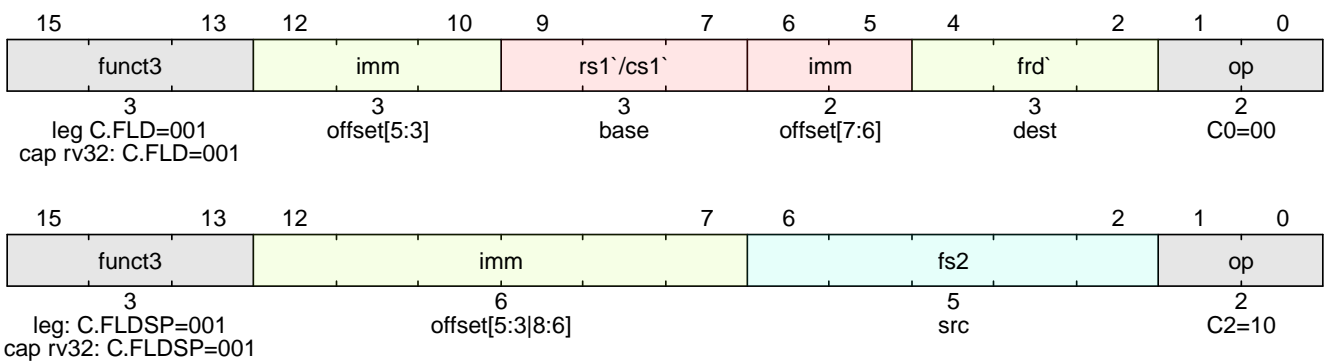 15 13 12 10 9 7 6 5 4 2 1 0
funct3 imm rs1`/cs1` imm frd` op
3 3 3 2 3 2
leg C.FLD=001 offset[5:3] base offset[7:6] dest C0=00
cap rv32: C.FLD=001
15 13 12 7 6 2 1 0
funct3 imm fs2 op
3 6 5 2
leg: C.FLDSP=001 offset[5:3|8:6] src C2=10
cap rv32: C.FLDSP=001